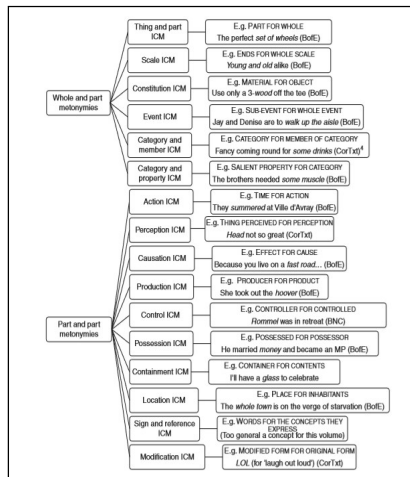 Whole and part
metonymies
Thing and part
ICM
E.g. PART FOR WHOLE
The perfect set of wheels (BofE)
Scale ICM
E.g. ENDS FOR WHOLE SCALE
Young and old alike (BofE)
Constitution ICM
E.g. MATERIAL FOR OBJECT
Use only a 3-wood off the tee (BofE)
Event ICM
E.g. SUB-EVENT FOR WHOLE EVENT
Jay and Denise are to walk up the aisle (BofE)
Category and
member ICM
E.g. CATEGORY FOR MEMBER OF CATEGORY
Fancy coming round for some drinks (CorTxt)⁴
Category and
property ICM
E.g. SALIENT PROPERTY FOR CATEGORY
The brothers needed some muscle (BofE)
Part and part
metonymies
Action ICM
E.g. TIME FOR ACTION
They summered at Ville d'Avray (BofE)
Perception ICM
E.g. THING PERCEIVED FOR PERCEPTION
Head not so great (CorTxt)
Causation ICM
E.g. EFFECT FOR CAUSE
Because you live on a fast road... (BofE)
Production ICM
E.g. PRODUCER FOR PRODUCT
She took out the hoover (BofE)
Control ICM
E.g. CONTROLLER FOR CONTROLLED
Rommel was in retreat (BNC)
Possession ICM
E.g. POSSESSED FOR POSSESSOR
He married money and became an MP (BofE)
Containment ICM
E.g. CONTAINER FOR CONTENTS
I'll have a glass to celebrate
Location ICM
E.g. PLACE FOR INHABITANTS
The whole town is on the verge of starvation (BofE)
Sign and reference
ICM
E.g. WORDS FOR THE CONCEPTS THEY
EXPRESS
(Too general a concept for this volume)
Modification ICM
E.g. MODIFIED FORM FOR ORIGINAL FORM
LOL (for 'laugh out loud') (CorTxt)